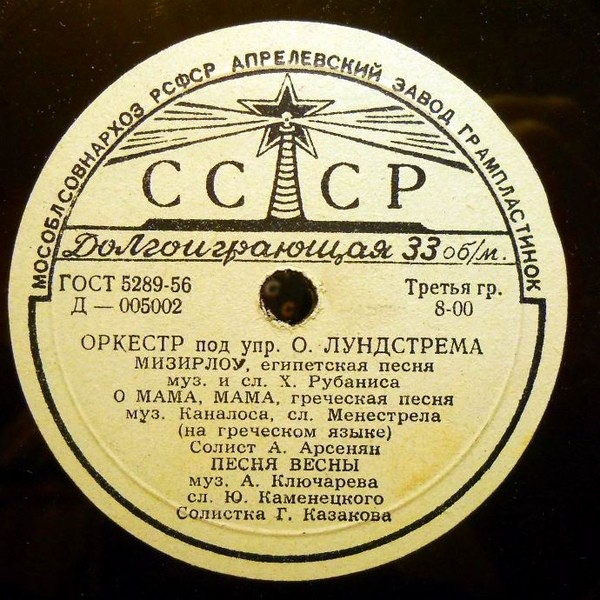 МОСОБЛСОВНАРХОЗ РСФСР АПРЕЛЕВСКИЙ ЗАВОД ГРАМПЛАСТИНОК
СССР
Долгоиграющая 33 об/м.
ГОСТ 5289-56
Д — 005002
Третья гр.
8-00
ОРКЕСТР под упр. О. ЛУНДСТРЕМА
МИЗИРЛОУ, египетская песня
муз. и сл. Х. Рубаниса
О МАМА, МАМА, греческая песня
муз. Каналоса, сл. Менестрела
(на греческом языке)
Солист А. Арсенян
ПЕСНЯ ВЕСНЫ
муз. А. Ключарева
сл. Ю. Каменецкого
Солистка Г. Казакова